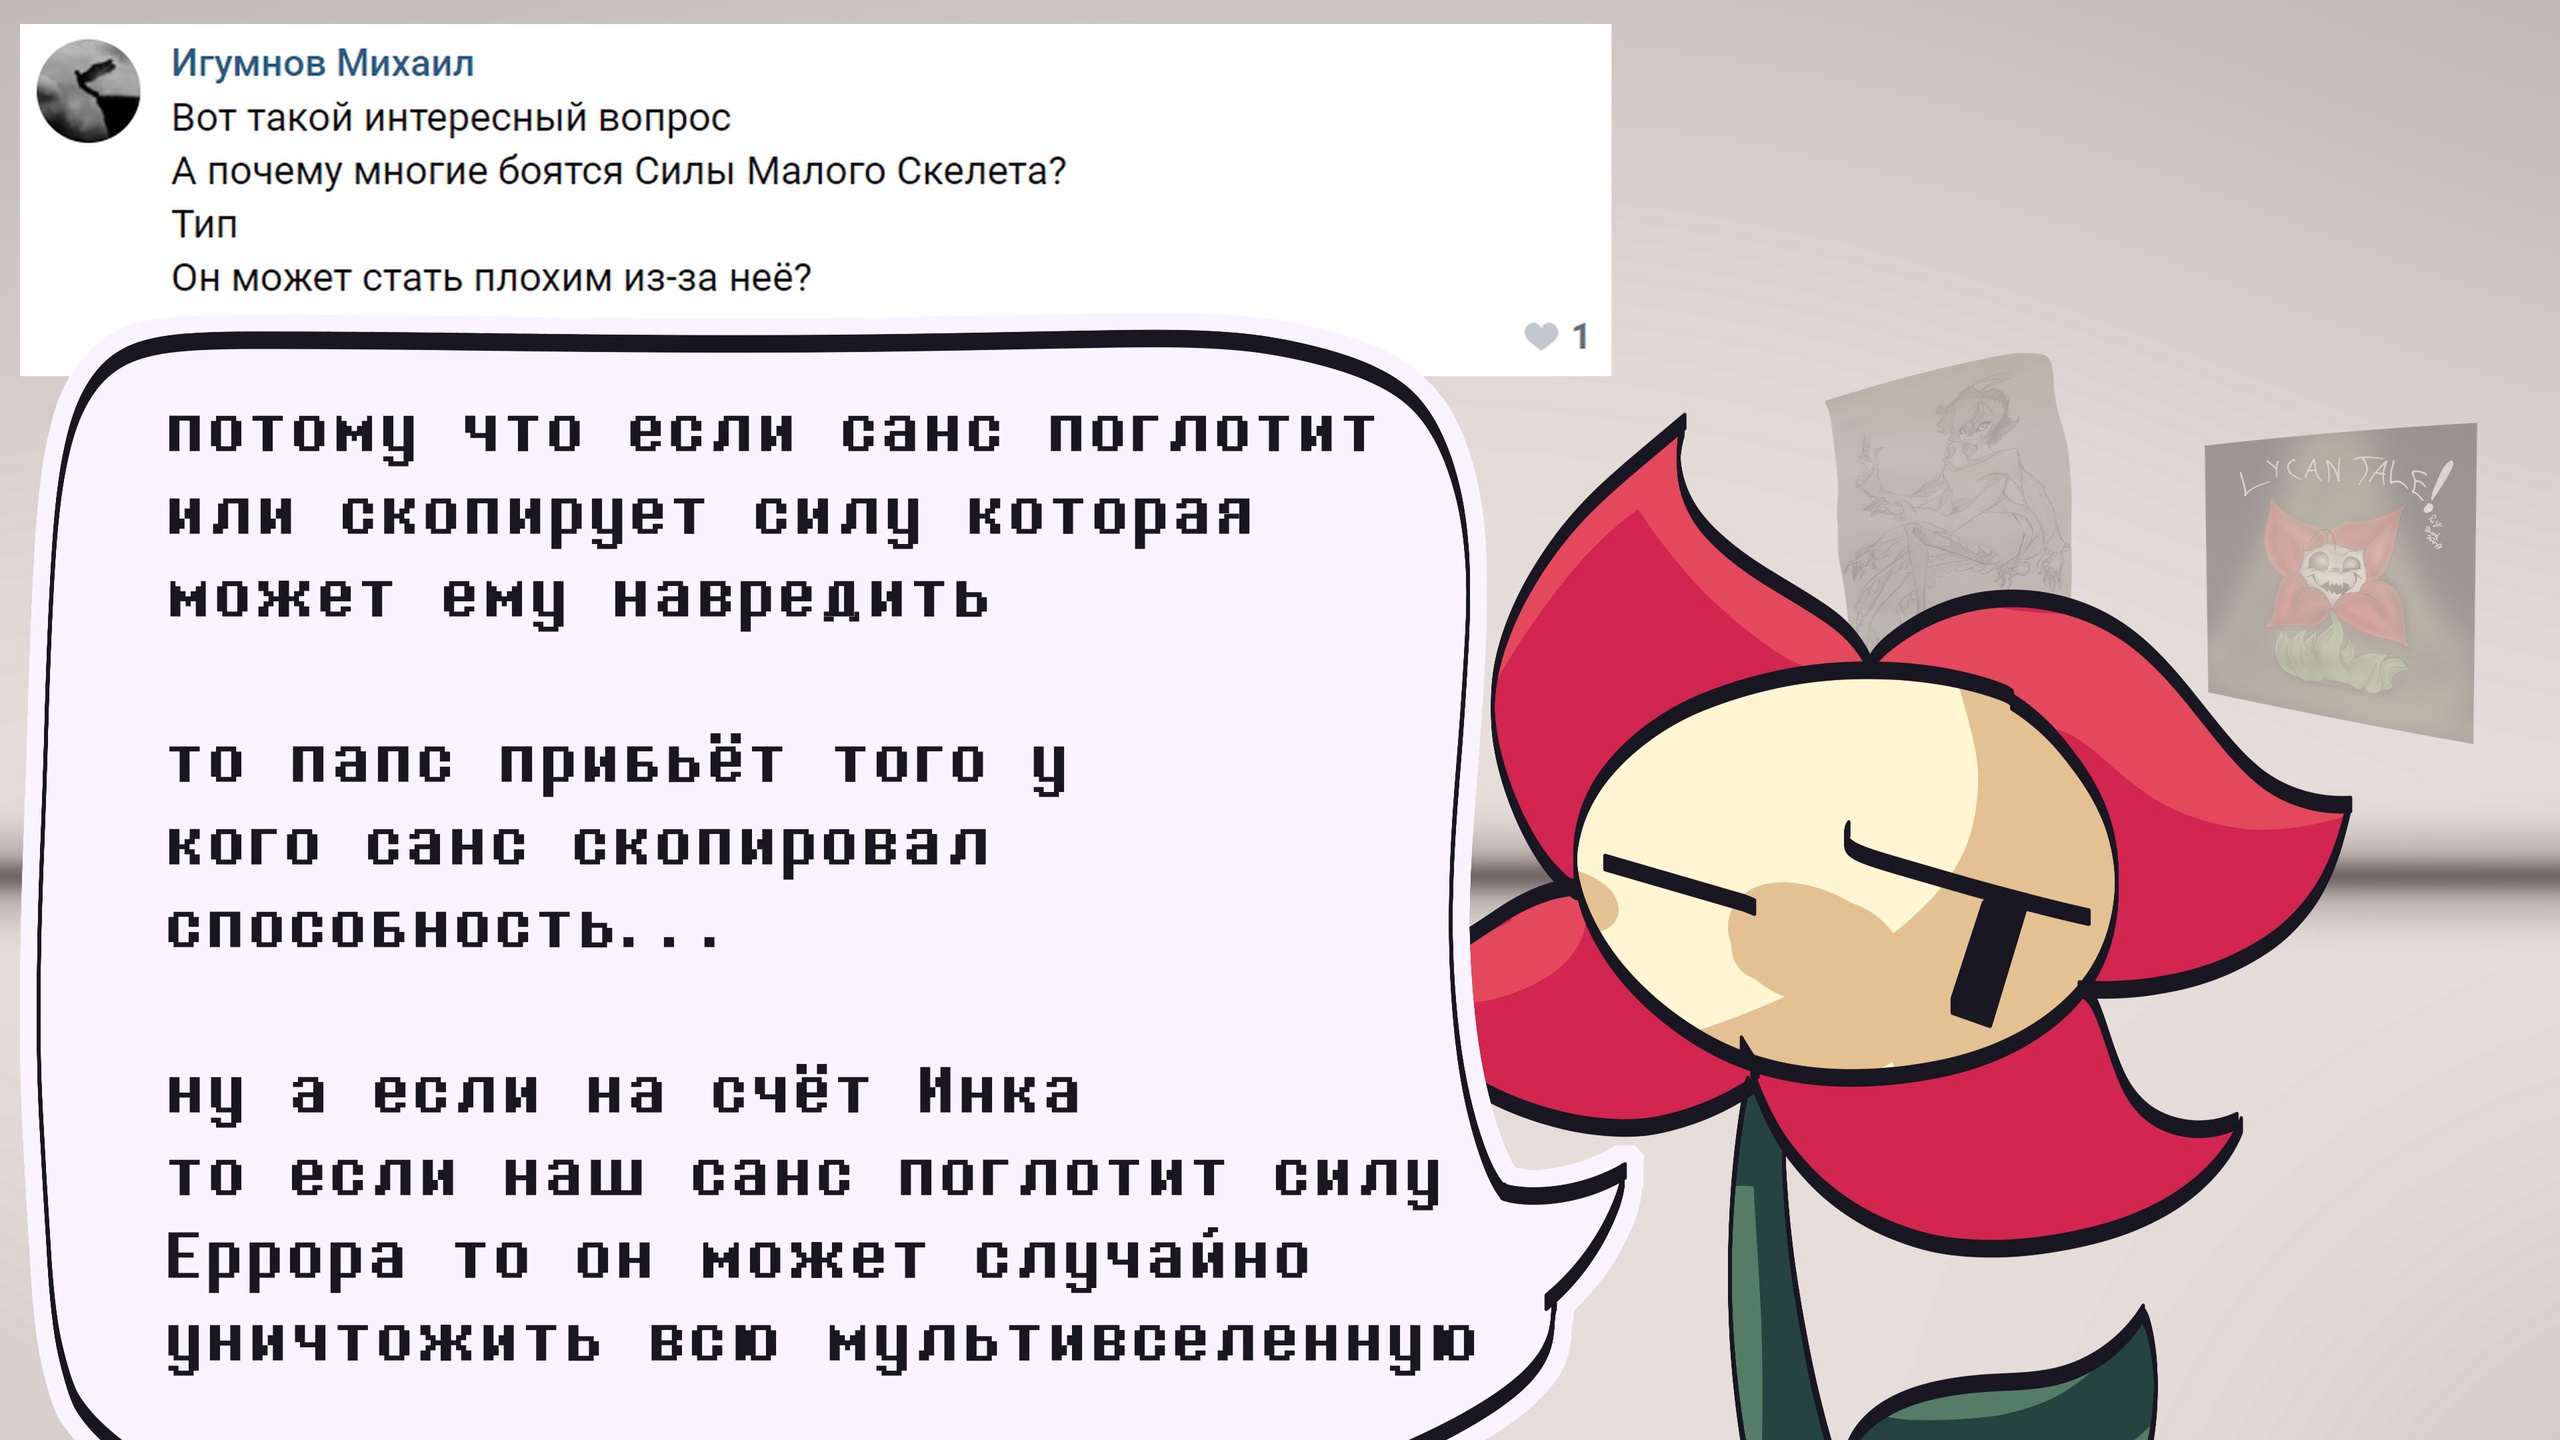 Игумнов Михаил
Вот такой интересный вопрос
А почему многие боятся Силы Малого Скелета?
Тип
Он может стать плохим из-за неё?
1
потому что если санс поглотит
или скопирует силу которая
может ему навредить
то папс прибьёт того у
кого санс скопировал
способность...
ну а если на счёт Инка
то если наш санс поглотит силу
Еррора то он может случайно
уничтожить всю мультивселенную
LYCAN TALE!